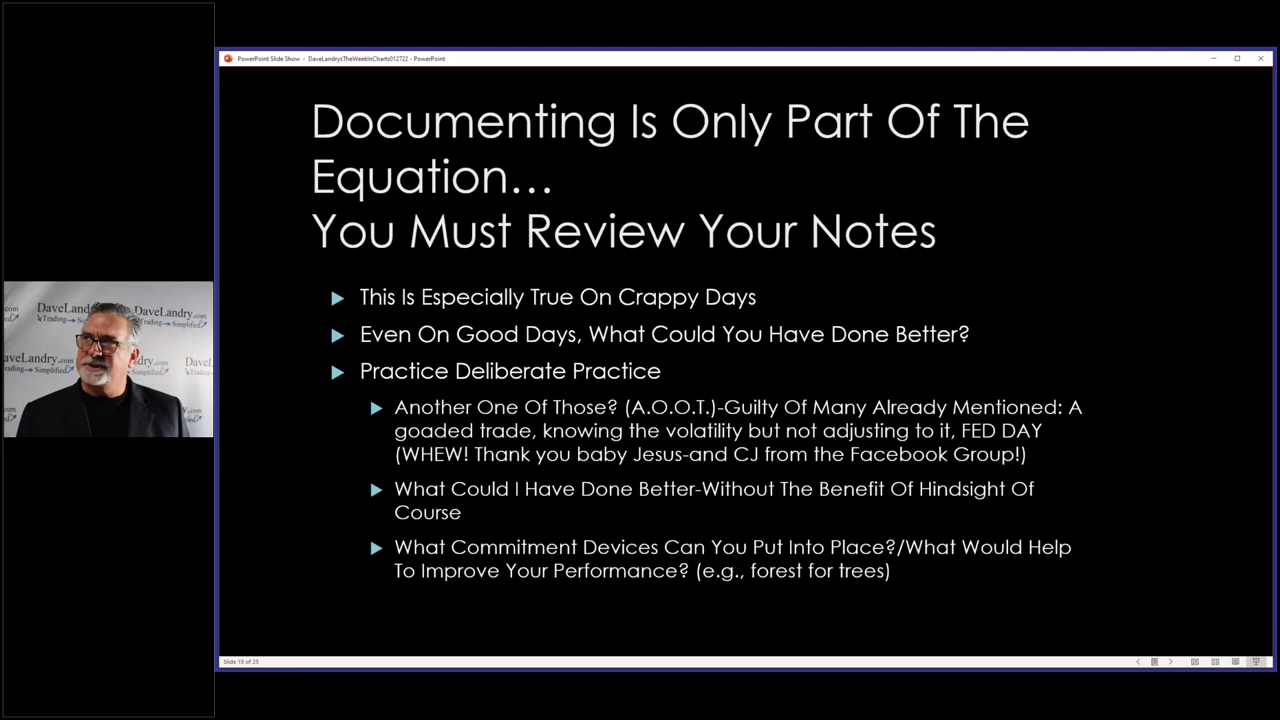 PowerPoint Slide Show - DaveLandrysTheWeekInCharts012722 - PowerPoint
Documenting Is Only Part Of The
Equation…
You Must Review Your Notes
This Is Especially True On Crappy Days
Even On Good Days, What Could You Have Done Better?
Practice Deliberate Practice
Another One Of Those? (A.O.O.T.)-Guilty Of Many Already Mentioned: A
goaded trade, knowing the volatility but not adjusting to it, FED DAY
(WHEW! Thank you baby Jesus-and CJ from the Facebook Group!)
What Could I Have Done Better-Without The Benefit Of Hindsight Of
Course
What Commitment Devices Can You Put Into Place?/What Would Help
To Improve Your Performance? (e.g., forest for trees)
DaveLandry.com
Trading Simplified
Slide 19 of 25